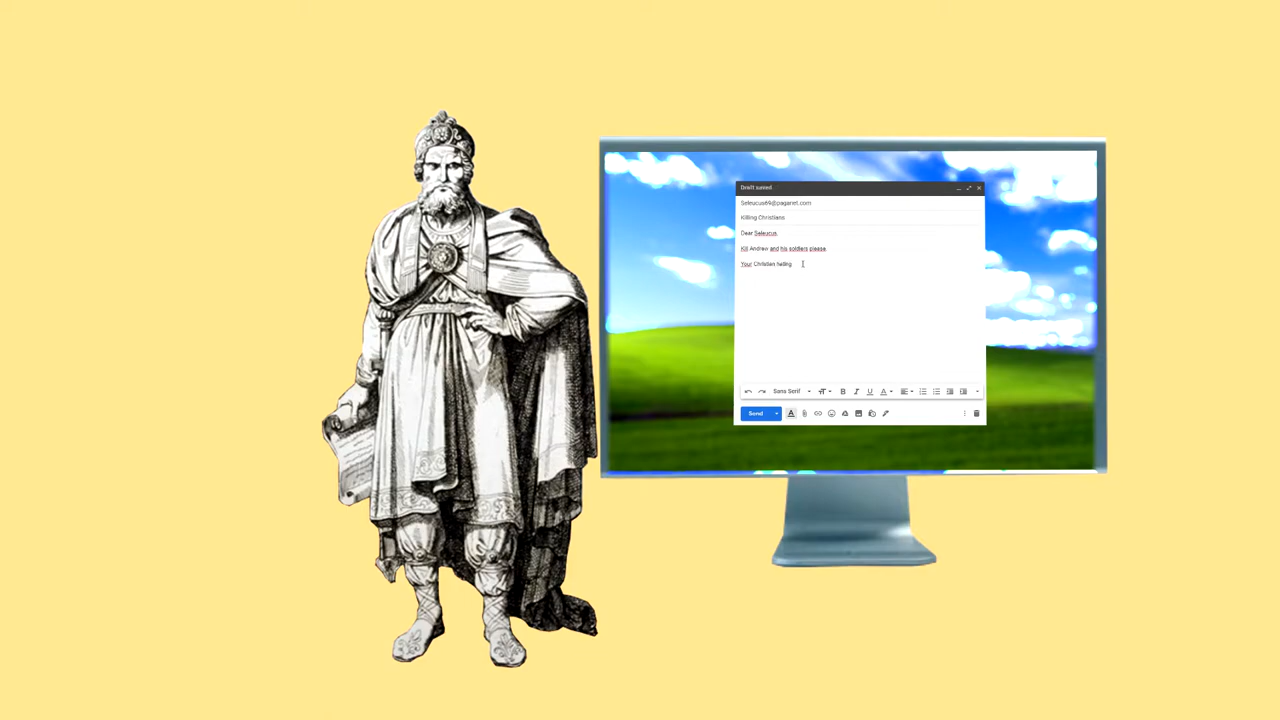 Draft saved
Seleucus69@paganet.com
Killing Christians
Dear Seleucus,
Kill Andrew and his soldiers please.
Your Christian hating
Sans Serif
Send